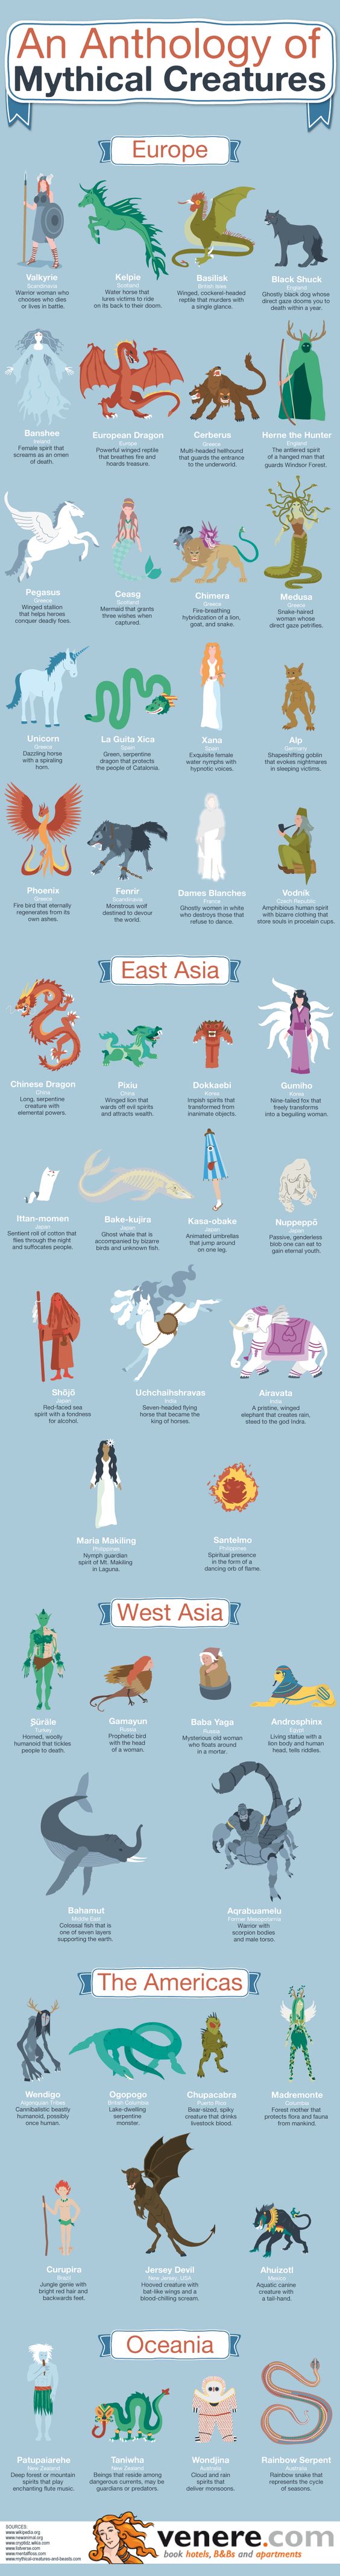 An Anthology of
Mythical Creatures
Europe
Valkyrie
Scandinavia
Warrior woman who
chooses who dies
or lives in battle.
Kelpie
Scotland
Water horse that
lures victims to ride
on its back to their doom.
Basilisk
British Isles
Winged, cockerel-headed
reptile that murders with
a single glance.
Black Shuck
England
Ghostly black dog whose
direct gaze dooms you to
death within a year.
Banshee
Ireland
Female spirit that
screams as an omen
of death.
European Dragon
Europe
Powerful winged reptile
that breathes fire and
hoards treasure.
Cerberus
Greece
Multi-headed hellhound
that guards the entrance
to the underworld.
Herne the Hunter
England
The antlered spirit
of a hanged man that
guards Windsor Forest.
Pegasus
Greece
Winged stallion
that helps heroes
conquer deadly foes.
Ceasg
Scotland
Mermaid that grants
three wishes when
captured.
Chimera
Greece
Fire-breathing
hybridization of a lion,
goat, and snake.
Medusa
Greece
Snake-haired
woman whose
direct gaze petrifies.
Unicorn
Greece
Dazzling horse
with a spiraling
horn.
La Guita Xica
Spain
Green, serpentine
dragon that protects
the people of Catalonia.
Xana
Spain
Exquisite female
water nymphs with
hypnotic voices.
Alp
Germany
Shapeshifting goblin
that evokes nightmares
in sleeping victims.
Phoenix
Greece
Fire bird that eternally
regenerates from its
own ashes.
Fenrir
Scandinavia
Monstrous wolf
destined to devour
the world.
Dames Blanches
France
Ghostly women in white
who destroys those that
refuse to dance.
Vodník
Czech Republic
Amphibious human spirit
with bizarre clothing that
store souls in procelain cups.
East Asia
Chinese Dragon
China
Long, serpentine
creature with
elemental powers.
Pixiu
China
Winged lion that
wards off evil spirits
and attracts wealth.
Dokkaebi
Korea
Impish spirits that
transformed from
inanimate objects.
Gumiho
Korea
Nine-tailed fox that
freely transforms
into a beguiling woman.
Ittan-momen
Japan
Sentient roll of cotton that
flies through the night
and suffocates people.
Bake-kujira
Japan
Ghost whale that is
accompanied by bizarre
birds and unknown fish.
Kasa-obake
Japan
Animated umbrellas
that jump around
on one leg.
Nuppeppō
Japan
Passive, genderless
blob one can eat to
gain eternal youth.
Shōjō
Japan
Red-faced sea
spirit with a fondness
for alcohol.
Uchchaihshravas
India
Seven-headed flying
horse that became the
king of horses.
Airavata
India
A pristine, winged
elephant that creates rain,
steed to the god Indra.
Maria Makiling
Philippines
Nymph guardian
spirit of Mt. Makiling
in Laguna.
Santelmo
Philippines
Spiritual presence
in the form of a
dancing orb of flame.
West Asia
Şüräle
Turkey
Horned, woolly
humanoid that tickles
people to death.
Gamayun
Russia
Prophetic bird
with the head
of a woman.
Baba Yaga
Russia
Mysterious old woman
who floats around
in a mortar.
Androsphinx
Egypt
Living statue with a
lion body and human
head, tells riddles.
Bahamut
Middle East
Colossal fish that is
one of seven layers
supporting the earth.
Aqrabuamelu
Former Mesopotamia
Warrior with
scorpion bodies
and male torso.
The Americas
Wendigo
Algonquian Tribes
Cannibalistic beastly
humanoid, possibly
once human.
Ogopogo
British Columbia
Lake-dwelling
serpentine
monster.
Chupacabra
Puerto Rico
Bear-sized, spiky
creature that drinks
livestock blood.
Madremonte
Columbia
Forest mother that
protects flora and fauna
from mankind.
Curupira
Brazil
Jungle genie with
bright red hair and
backwards feet.
Jersey Devil
New Jersey, USA
Hooved creature with
bat-like wings and a
blood-chilling scream.
Ahuizotl
Mexico
Aquatic canine
creature with
a tail-hand.
Oceania
Patupaiarehe
New Zealand
Deep forest or mountain
spirits that play
enchanting flute music.
Taniwha
New Zealand
Beings that reside among
dangerous currents, may be
guardians or predators.
Wondjina
Australia
Cloud and rain
spirits that
deliver monsoons.
Rainbow Serpent
Australia
Rainbow snake that
represents the cycle
of seasons.
SOURCES:
www.wikipedia.org
www.newanimal.org
www.cryptidz.wikia.com
www.listverse.com
www.mentalfloss.com
www.mythical-creatures-and-beasts.com
venere.com
book hotels, B&Bs and apartments